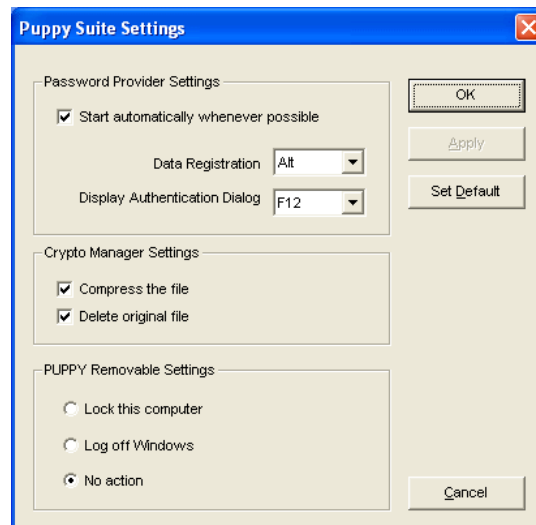 Puppy Suite Settings
Password Provider Settings
Start automatically whenever possible
Data Registration Alt
Display Authentication Dialog F12
Crypto Manager Settings
Compress the file
Delete original file
PUPPY Removable Settings
Lock this computer
Log off Windows
No action
OK
Apply
Set Default
Cancel